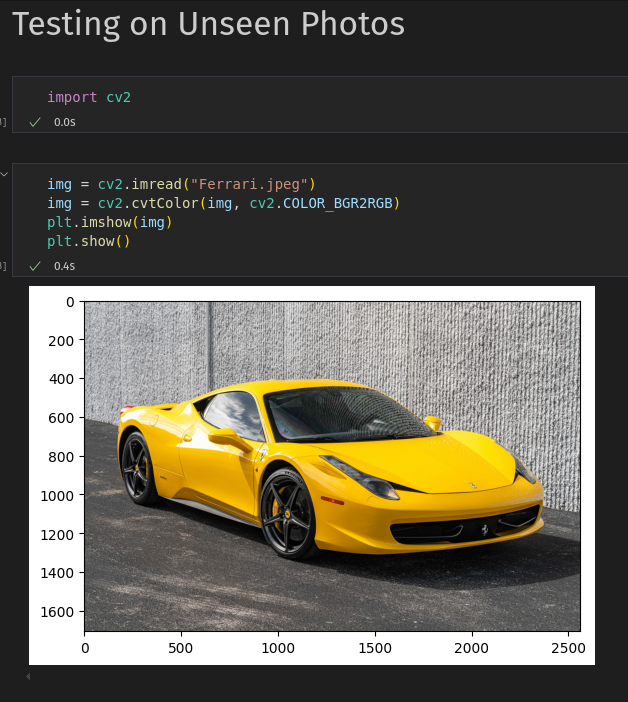 Testing on Unseen Photos
import cv2
0.0s
img = cv2.imread("Ferrari.jpeg")
img = cv2.cvtColor(img, cv2.COLOR_BGR2RGB)
plt.imshow(img)
plt.show()
0.4s
0
200
400
600
800
1000
1200
1400
1600
0 500 1000 1500 2000 2500